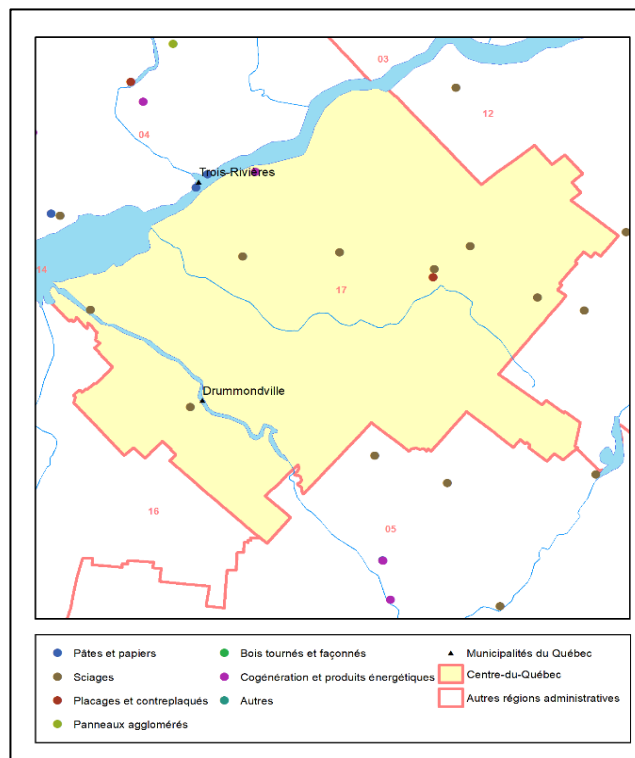 03
12
04
Trois-Rivières
17
14
Drummondville
16
05
Pâtes et papiers
Sciages
Placages et contreplaqués
Panneaux agglomérés
Bois tournés et façonnés
Cogénération et produits énergétiques
Autres
Municipalités du Québec
Centre-du-Québec
Autres régions administratives